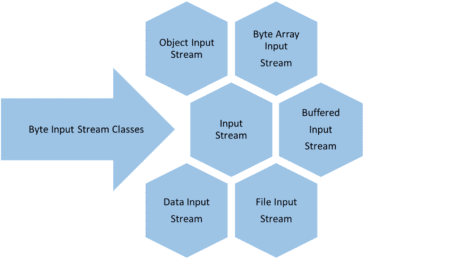 Object Input
Stream
Byte Array
Input
Stream
Byte Input Stream Classes
Input
Stream
Buffered
Input
Stream
Data Input
Stream
File Input
Stream